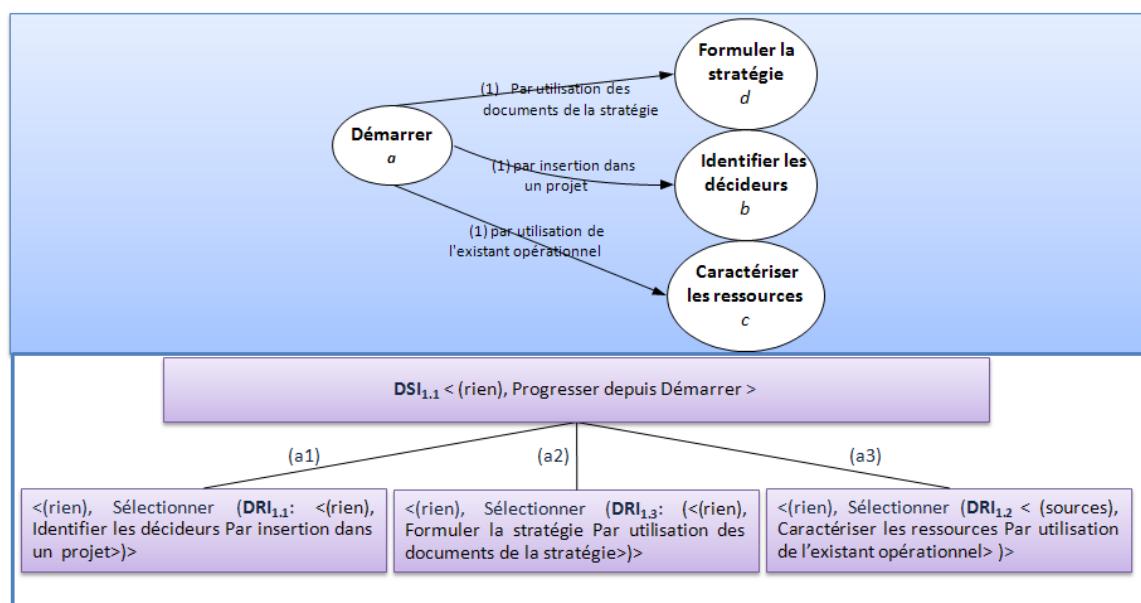 Formuler la
stratégie
d
(1) Par utilisation des
documents de la stratégie
Démarrer
a
(1) par insertion dans
un projet
Identifier les
décideurs
b
(1) par utilisation de
l'existant opérationnel
Caractériser
les ressources
c
DSI1.1 < (rien), Progresser depuis Démarrer >
(a1)
(a2)
(a3)
<(rien), Sélectionner (DRI1.1: <(rien),
Identifier les décideurs Par insertion dans
un projet>)>
<(rien), Sélectionner (DRI1.3: (<(rien),
Formuler la stratégie Par utilisation des
documents de la stratégie>)>
<(rien), Sélectionner (DRI1.2 < (sources),
Caractériser les ressources Par utilisation
de l’existant opérationnel> )>